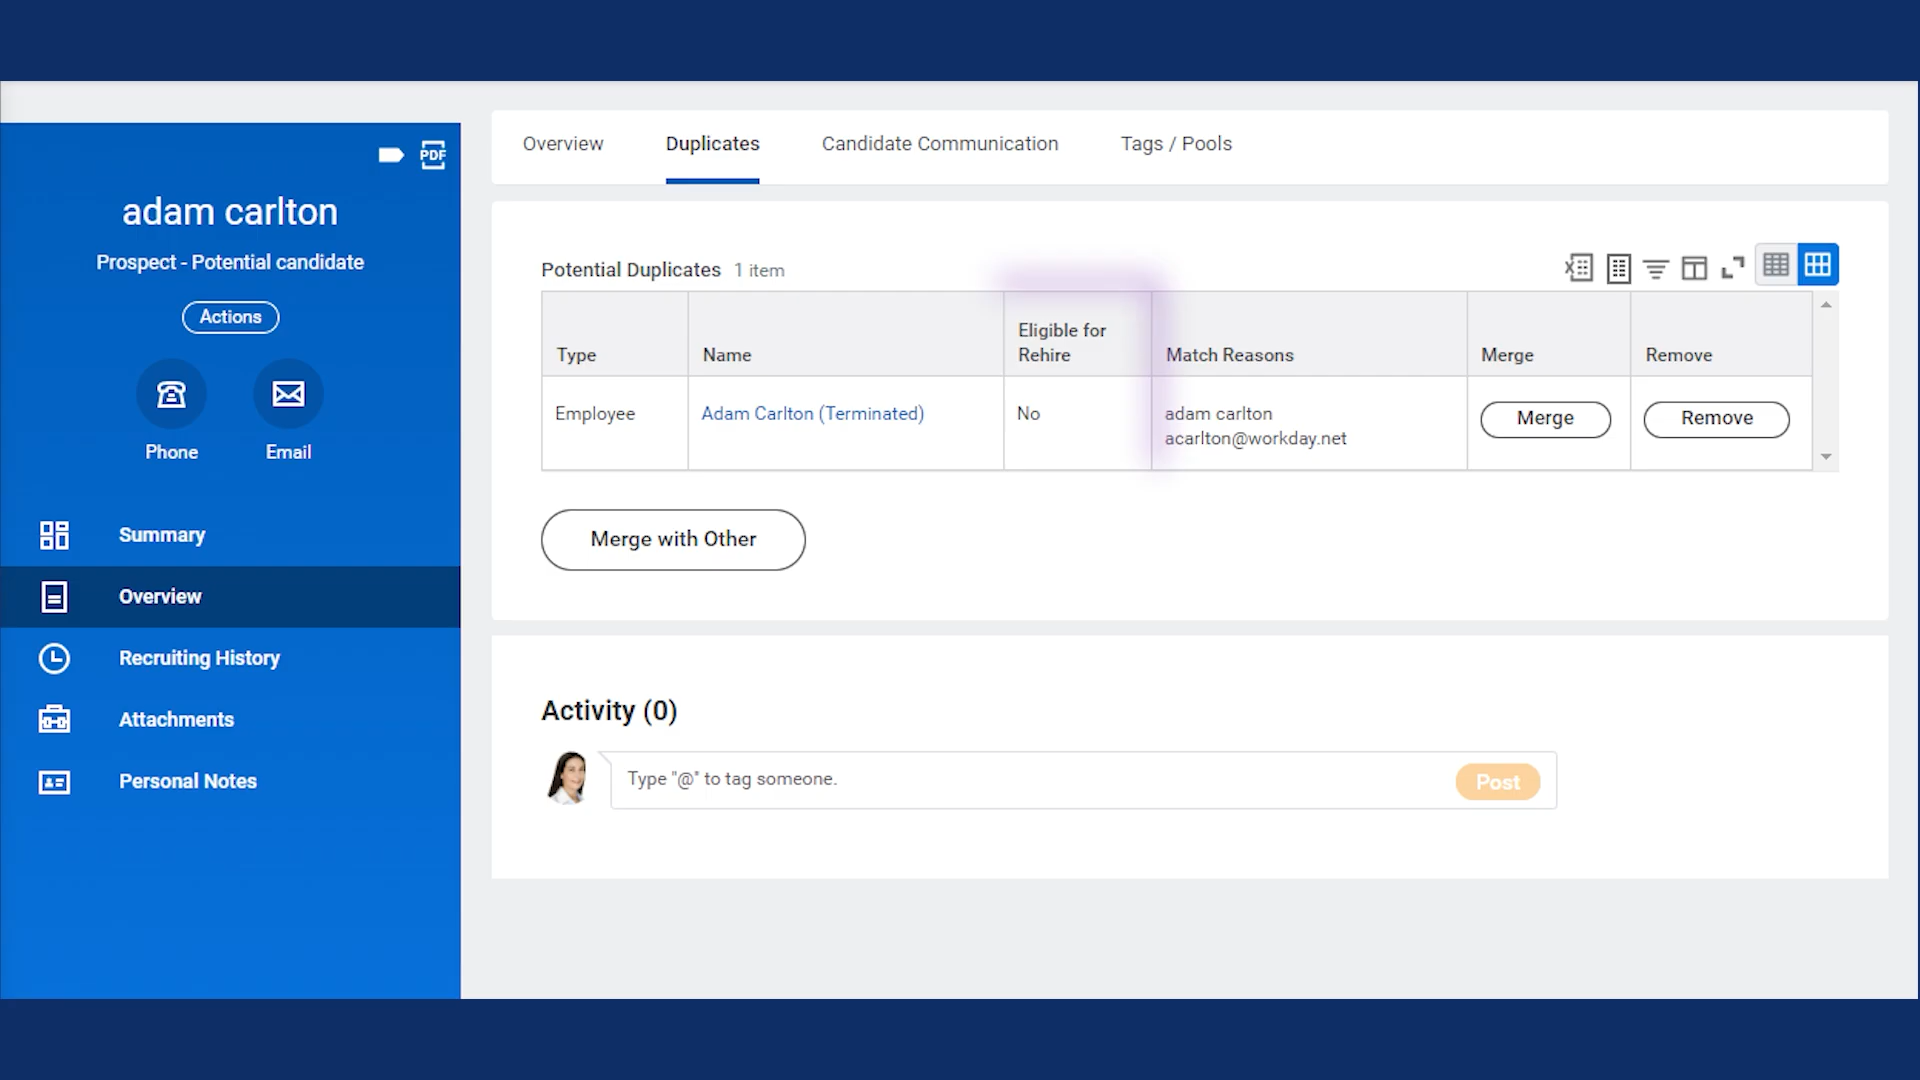 PDF
adam carlton
Prospect - Potential candidate
Actions
Phone
Email
Summary
Overview
Recruiting History
Attachments
Personal Notes
Overview
Duplicates
Candidate Communication
Tags / Pools
Potential Duplicates 1 item
Type
Name
Eligible for
Rehire
Match Reasons
Merge
Remove
Employee
Adam Carlton (Terminated)
No
adam carlton
acarlton@workday.net
Merge
Remove
Merge with Other
Activity (0)
Type "@" to tag someone.
Post